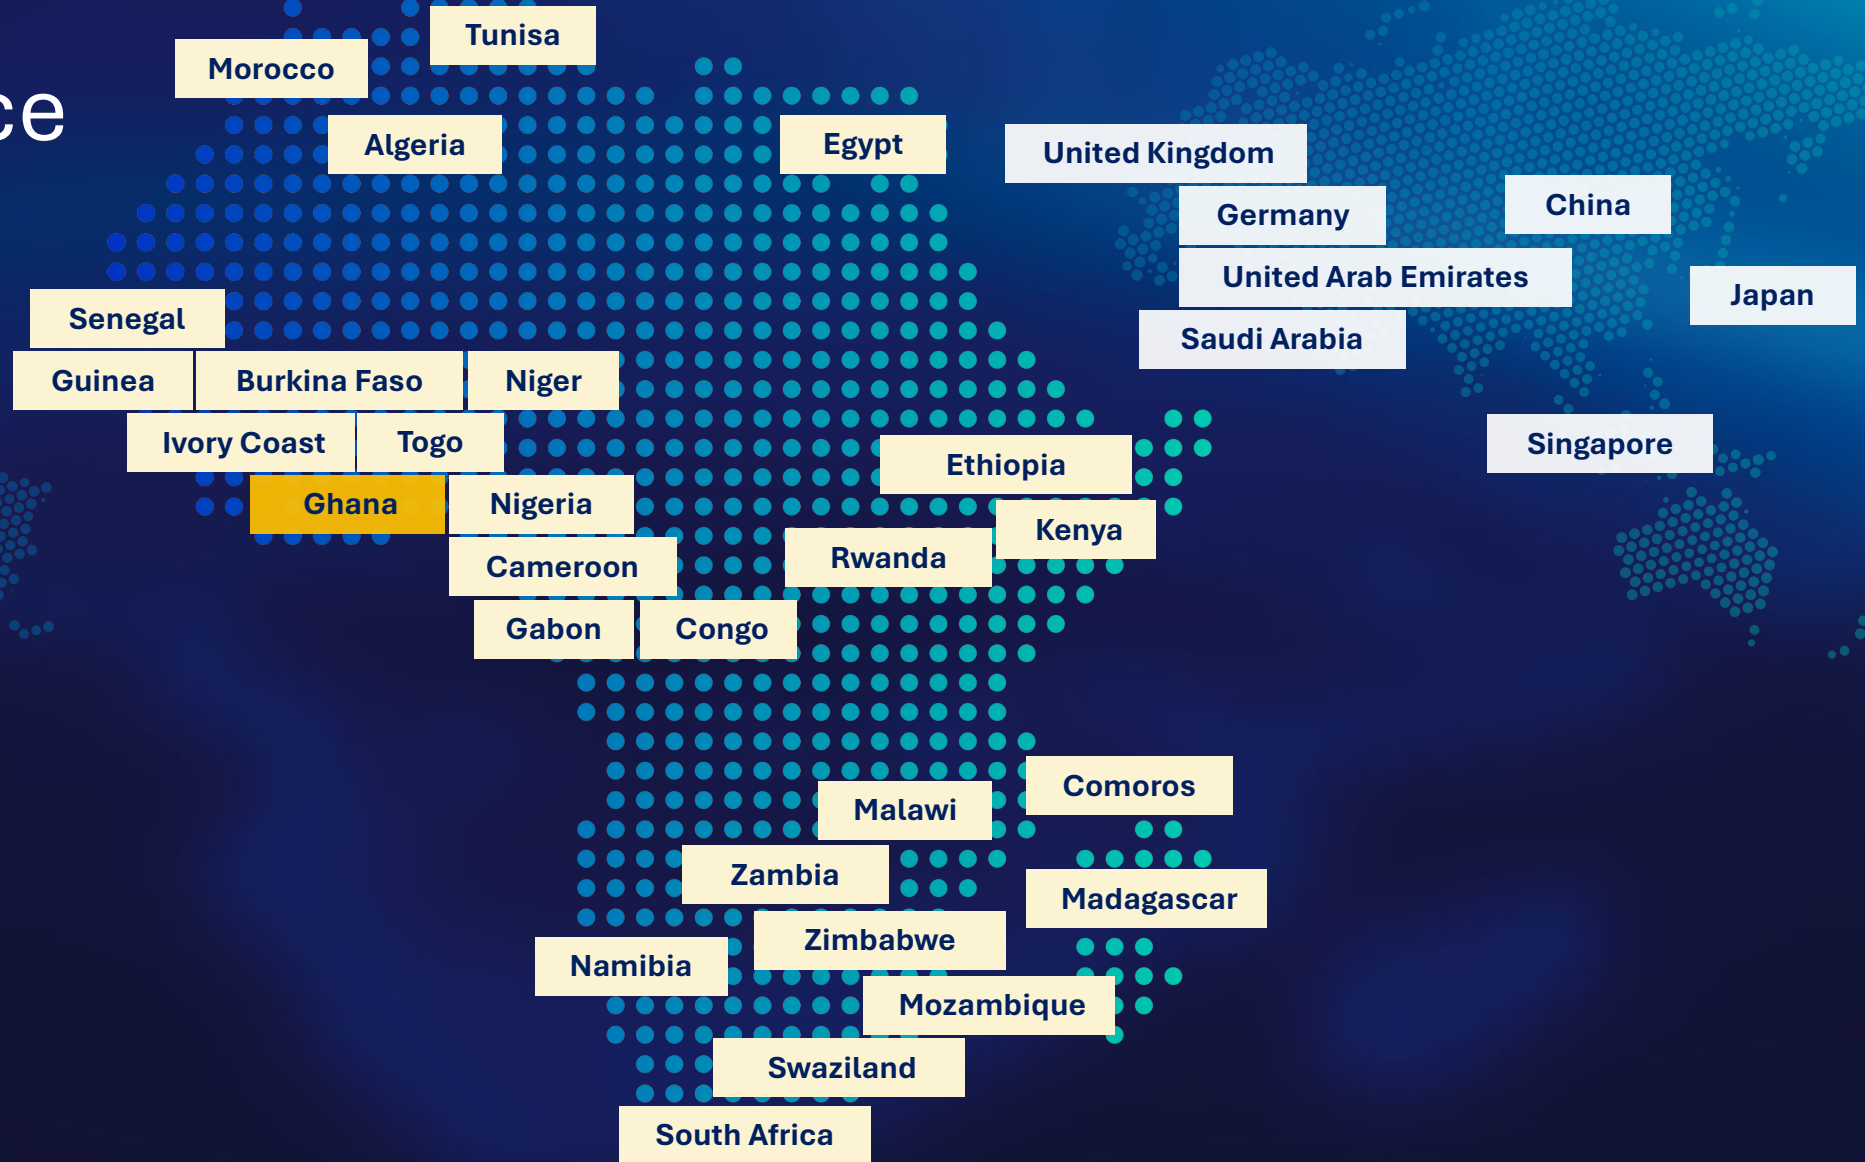 Tunisa
Morocco
ce
Algeria
Egypt
United Kingdom
Germany
China
United Arab Emirates
Japan
Senegal
Saudi Arabia
Guinea
Burkina Faso
Niger
Ivory Coast
Togo
Singapore
Ethiopia
Ghana
Nigeria
Kenya
Rwanda
Cameroon
Gabon
Congo
Comoros
Malawi
Zambia
Madagascar
Zimbabwe
Namibia
Mozambique
Swaziland
South Africa